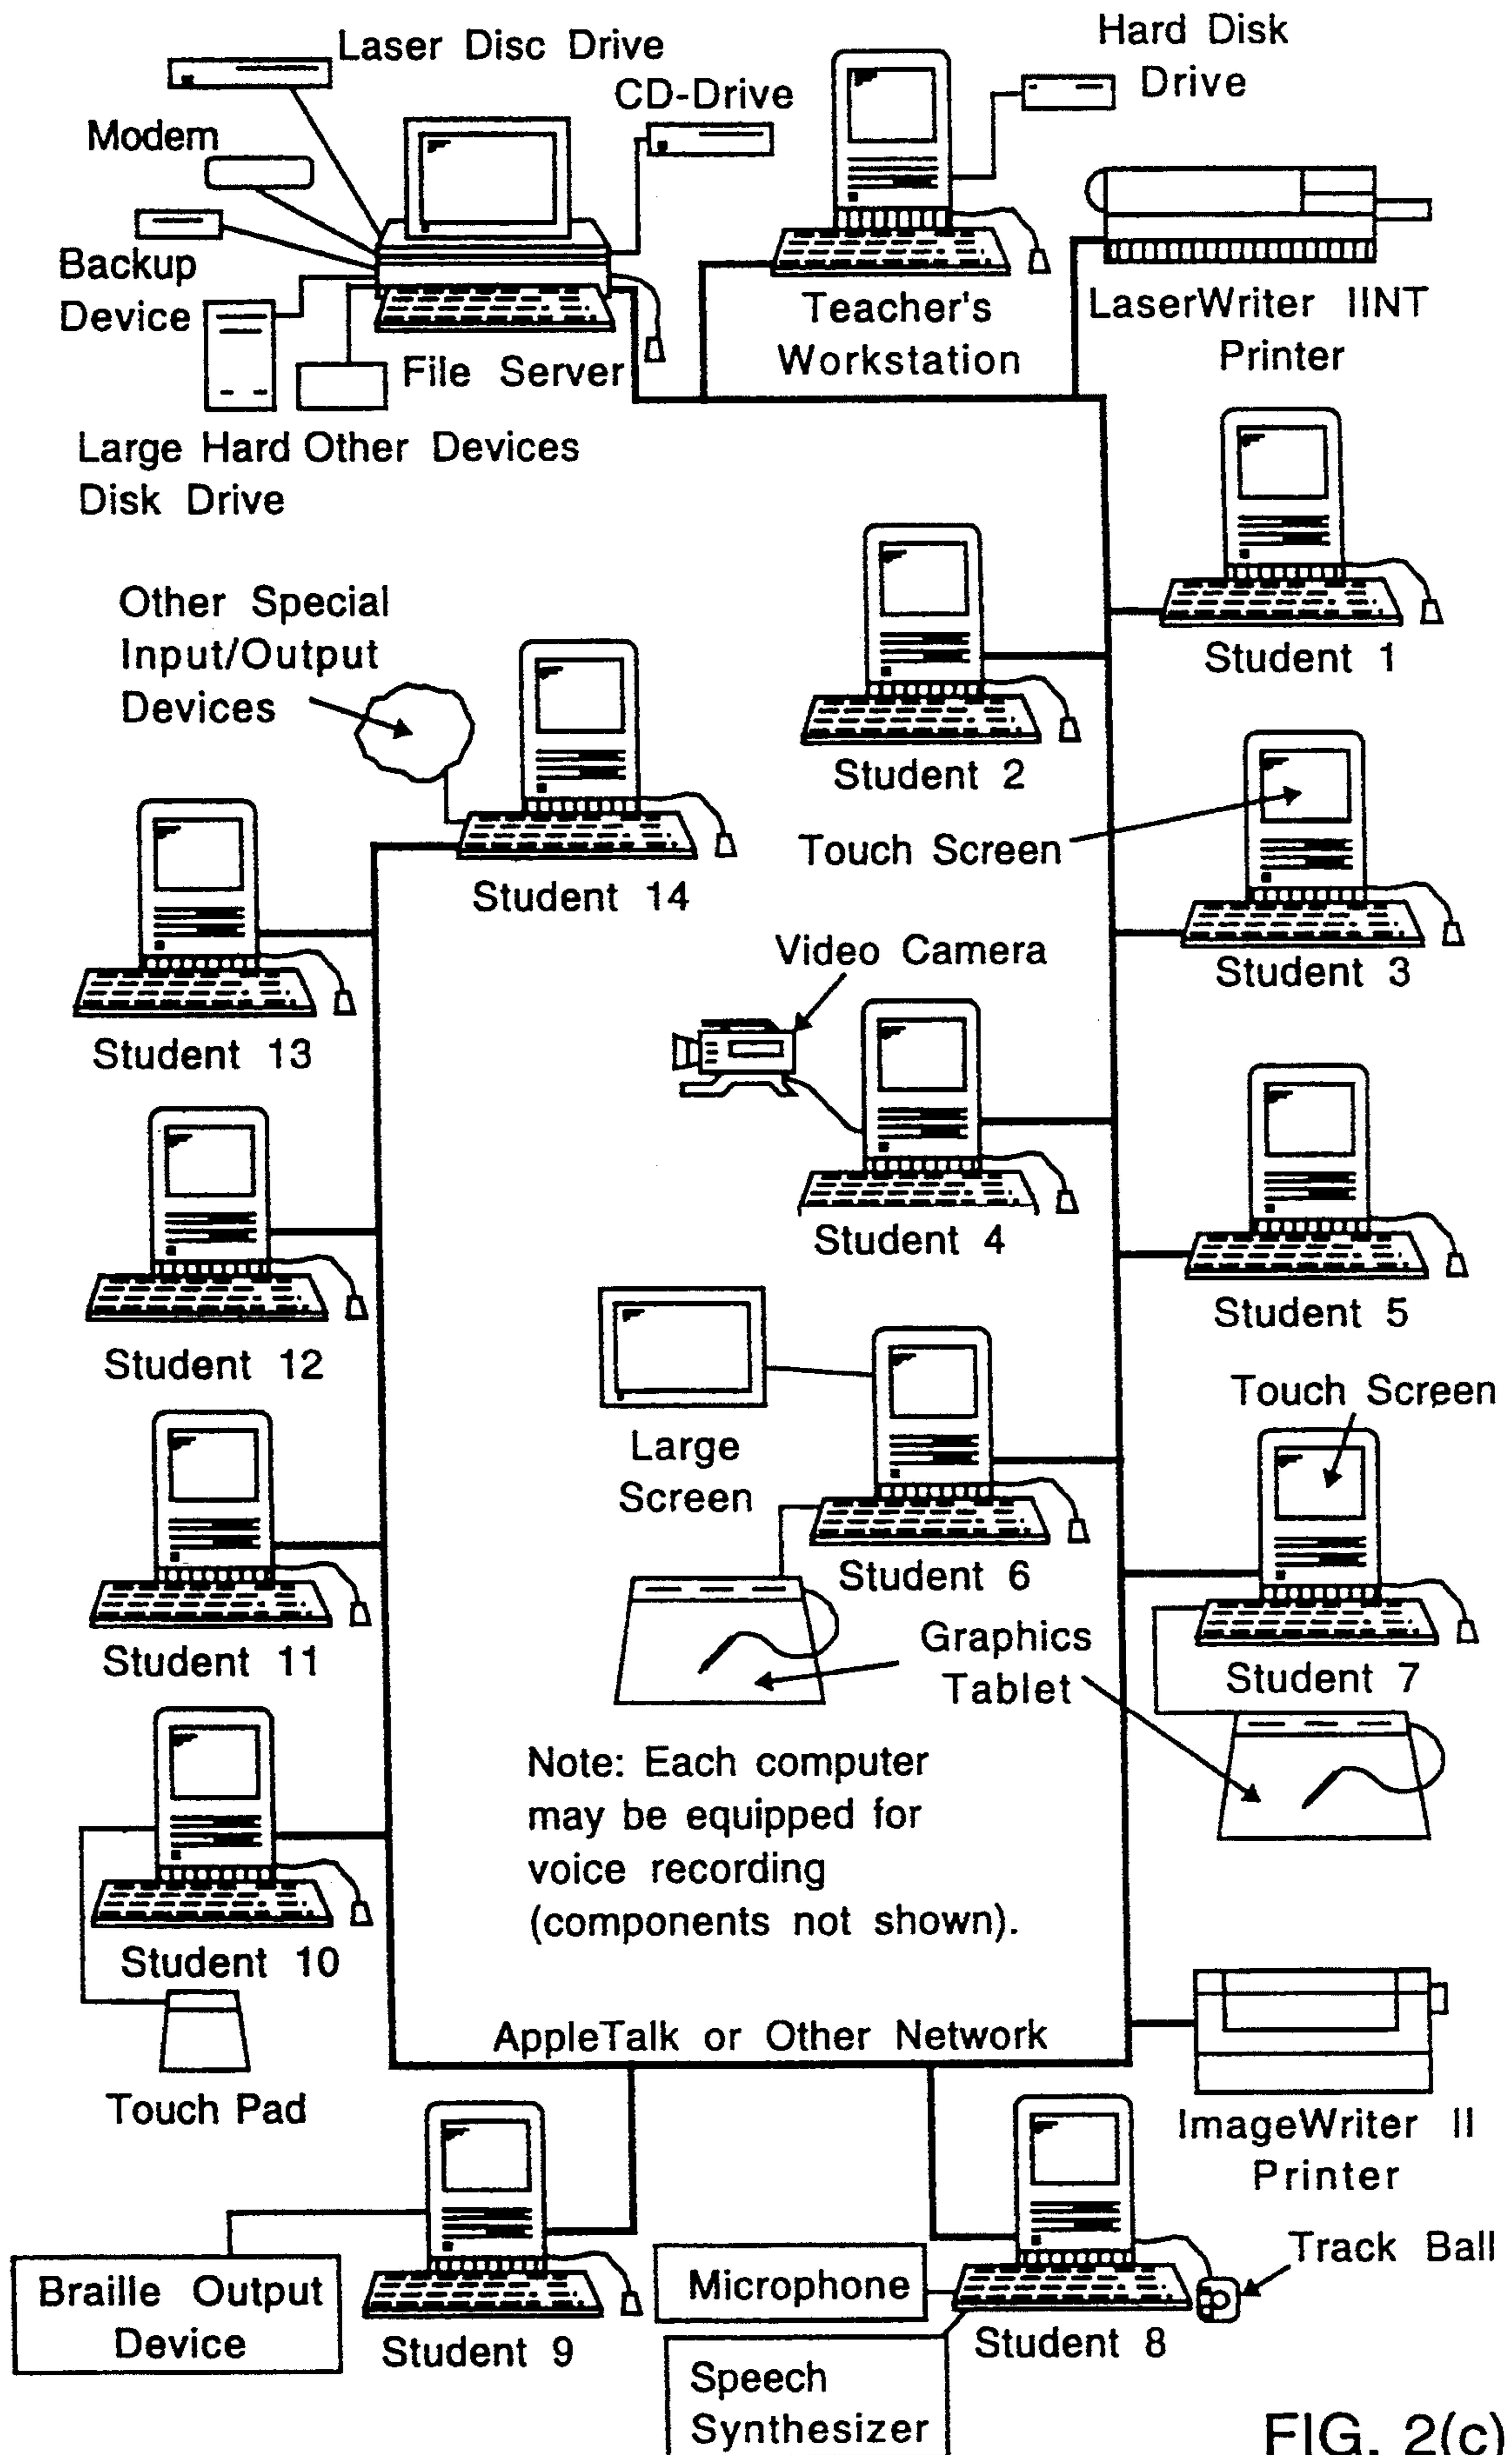 Laser Disc Drive
Hard Disk
Drive
CD-Drive
Modem
Backup
Device
File Server
Teacher's
Workstation
LaserWriter IINT
Printer
Large Hard
Disk Drive
Other Devices
Student 1
Other Special
Input/Output
Devices
Student 2
Touch Screen
Student 14
Student 3
Video Camera
Student 13
Student 4
Student 5
Student 12
Touch Screen
Large
Screen
Student 6
Student 11
Graphics
Tablet
Student 7
Note: Each computer
may be equipped for
voice recording
(components not shown).
Student 10
AppleTalk or Other Network
Touch Pad
ImageWriter II
Printer
Track Ball
Braille Output
Device
Microphone
Student 9
Student 8
Speech
Synthesizer
FIG. 2(c)